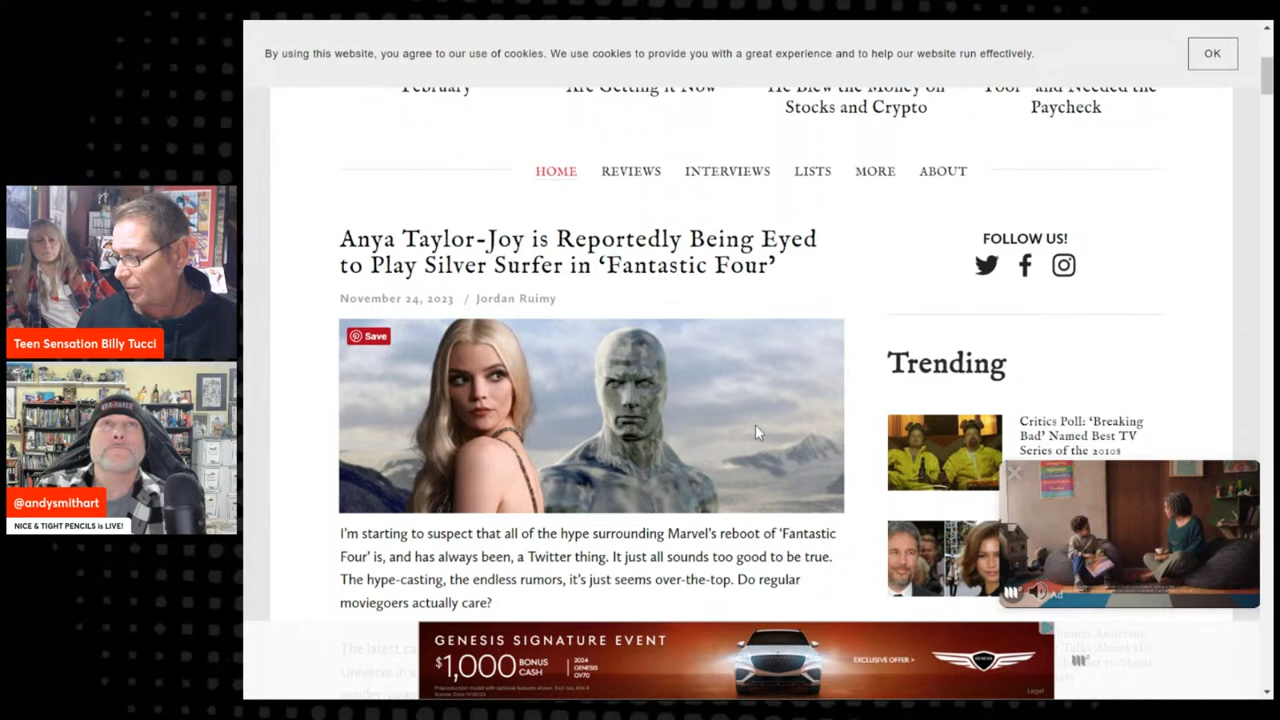 By using this website, you agree to our use of cookies. We use cookies to provide you with a great experience and to help our website run effectively.
OK
February
Are Getting it Now
He Blew the Money on
Stocks and Crypto
Poor" and Needed the
Paycheck
HOME
REVIEWS
INTERVIEWS
LISTS
MORE
ABOUT
Anya Taylor-Joy is Reportedly Being Eyed
to Play Silver Surfer in ‘Fantastic Four’
November 24, 2023 / Jordan Ruimy
Save
FOLLOW US!
Trending
Critics Poll: ‘Breaking
Bad’ Named Best TV
Series of the 2010s
Teen Sensation Billy Tucci
@andysmithart
NICE & TIGHT PENCILS is LIVE!
I’m starting to suspect that all of the hype surrounding Marvel’s reboot of ‘Fantastic
Four’ is, and has always been, a Twitter thing. It just all sounds too good to be true.
The hype-casting, the endless rumors, it’s just seems over-the-top. Do regular
moviegoers actually care?
Ad
The latest ca
Universe in a
GENESIS SIGNATURE EVENT
$1,000 BONUS CASH
2024
GENESIS
GV70
EXCLUSIVE OFFER >
GENESIS
Legal